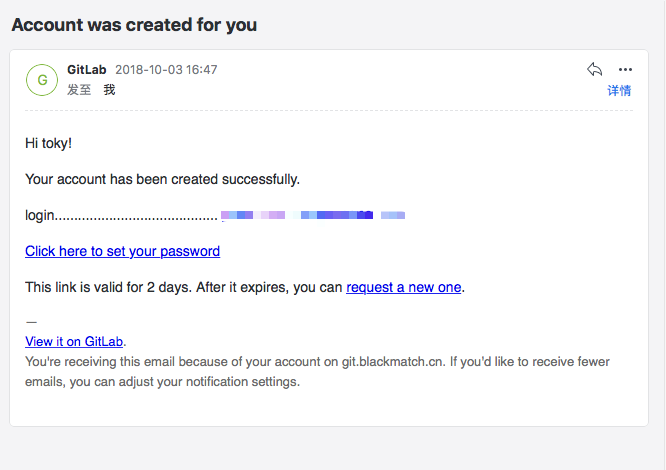 Account was created for you
G
GitLab 2018-10-03 16:47
发至 我
详情
Hi toky!
Your account has been created successfully.
login..........................................
Click here to set your password
This link is valid for 2 days. After it expires, you can request a new one.
—
View it on GitLab.
You're receiving this email because of your account on git.blackmatch.cn. If you'd like to receive fewer
emails, you can adjust your notification settings.